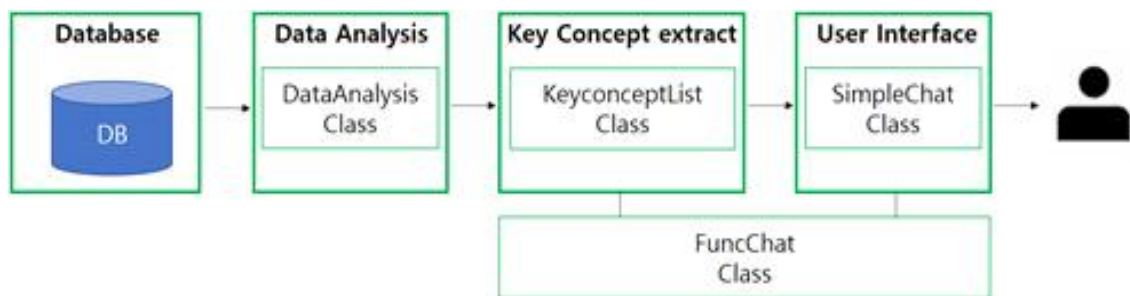 Database
DB
Data Analysis
DataAnalysis
Class
Key Concept extract
KeyconceptList
Class
User Interface
SimpleChat
Class
FuncChat
Class